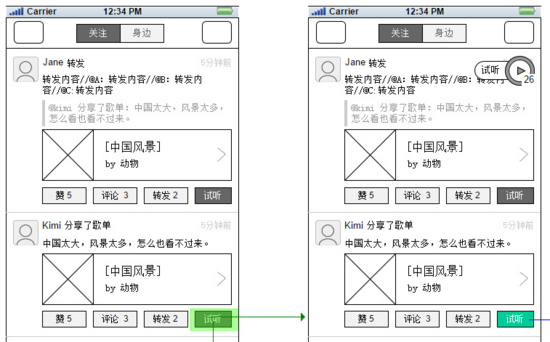 Carrier 12:34 PM
关注 身边
Jane 转发 5分钟前
转发内容//@A：转发内容//@B：转发内
容//@C：转发内容
@kimi 分享了歌单：中国太大，风景太多，
怎么看也看不过来。
[中国风景]
by 动物
赞 5 评论 3 转发 2 试听
Kimi 分享了歌单 5分钟前
中国太大，风景太多，怎么也看不过来。
[中国风景]
by 动物
赞 5 评论 3 转发 2 试听
Carrier 12:34 PM
关注 身边
Jane 转发
试听
26
转发内容//@A：转发内容//@B：转发内
容//@C：转发内容
@kimi 分享了歌单：中国太大，风景太多，
怎么看也看不过来。
[中国风景]
by 动物
赞 5 评论 3 转发 2 试听
Kimi 分享了歌单 5分钟前
中国太大，风景太多，怎么也看不过来。
[中国风景]
by 动物
赞 5 评论 3 转发 2 试听